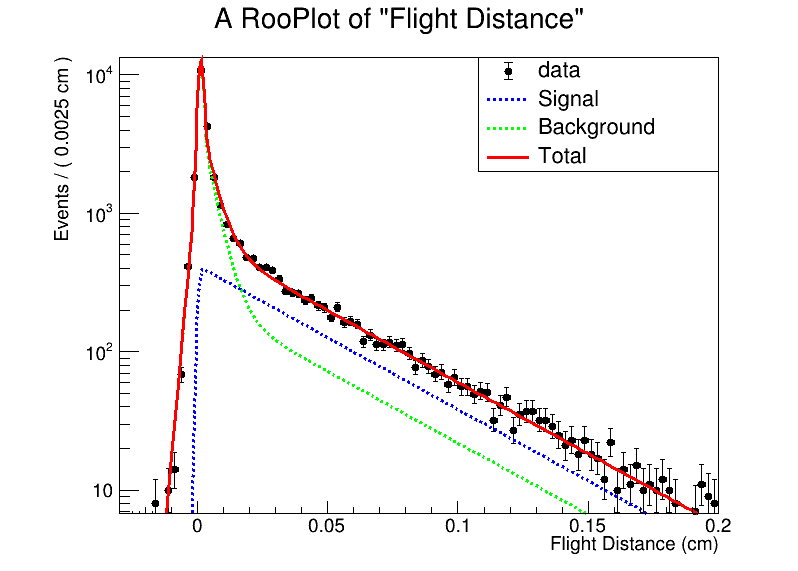 A RooPlot of "Flight Distance"
Events / ( 0.0025 cm )
10⁴
10³
10²
10
data
Signal
Background
Total
0 0.05 0.1 0.15 0.2
Flight Distance (cm)